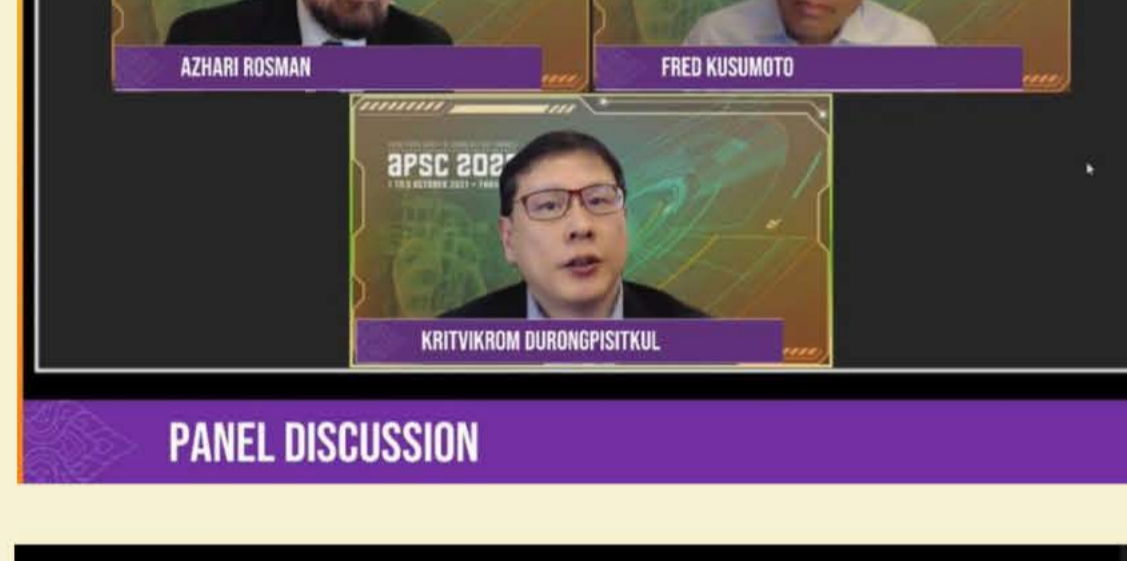 AZHARI ROSMAN
FRED KUSUMOTO
aPSC 202
KRITVIKROM DURONGPISITKUL
PANEL DISCUSSION